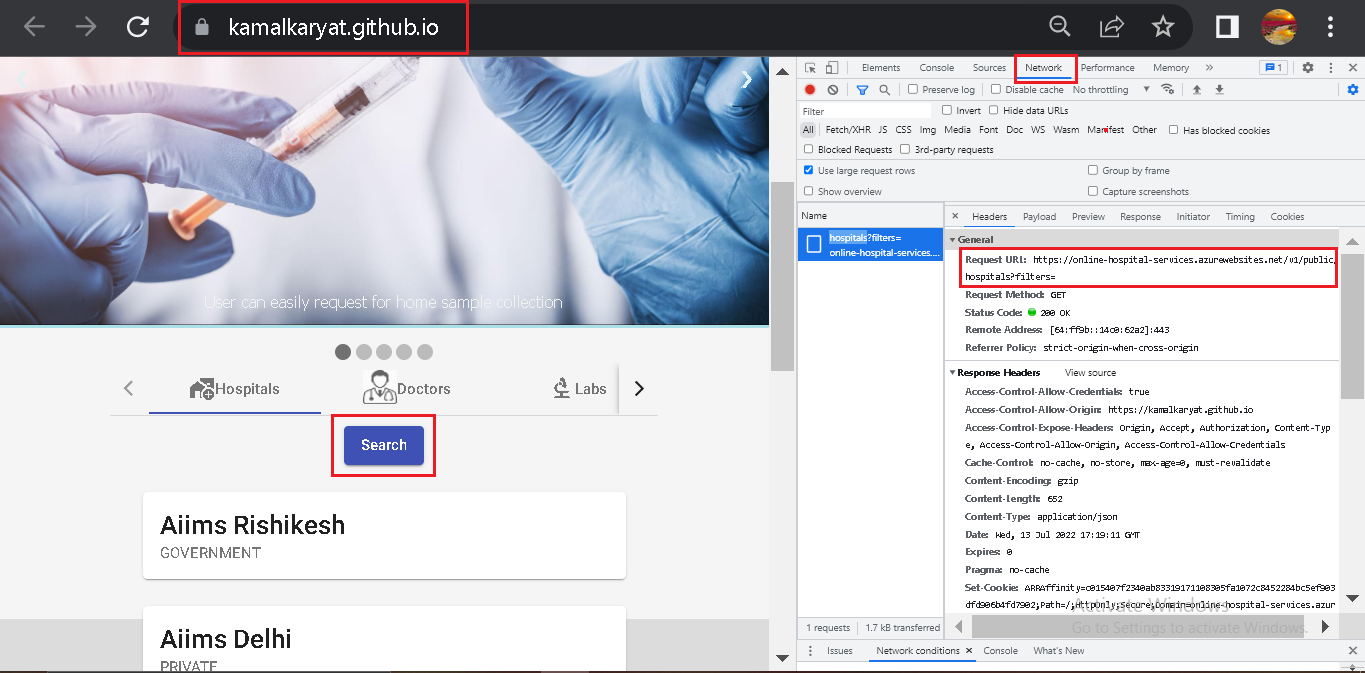 kamalkaryat.github.io
User can easily request for home sample collection
Hospitals
Doctors
Labs
Search
Aiims Rishikesh
GOVERNMENT
Aiims Delhi
PRIVATE
Elements Console Sources Network Performance Memory » 1
Preserve log Disable cache No throttling
Filter Invert Hide data URLs
All Fetch/XHR JS CSS Img Media Font Doc WS Wasm Manifest Other Has blocked cookies
Blocked Requests 3rd-party requests
Use large request rows Group by frame
Show overview Capture screenshots
Name
hospitals?filters=
online-hospital-services....
1 requests 1.7 kB transferred
× Headers Payload Preview Response Initiator Timing Cookies
General
Request URL: https://online-hospital-services.azurewebsites.net/v1/public/
hospitals?filters=
Request Method: GET
Status Code: 200 OK
Remote Address: [64:ff9b::14c0:62a2]:443
Referrer Policy: strict-origin-when-cross-origin
Response Headers View source
Access-Control-Allow-Credentials: true
Access-Control-Allow-Origin: https://kamalkaryat.github.io
Access-Control-Expose-Headers: Origin, Accept, Authorization, Content-Typ
e, Access-Control-Allow-Origin, Access-Control-Allow-Credentials
Cache-Control: no-cache, no-store, max-age=0, must-revalidate
Content-Encoding: gzip
Content-Length: 652
Content-Type: application/json
Date: Wed, 13 Jul 2022 17:19:11 GMT
Expires: 0
Pragma: no-cache
Set-Cookie: ARRAffinity=c015407f2340ab83319171108305fa1072c8452284bc5ef903
dfd906b4fd7902;Path=/;HttpOnly;Secure;Domain=online-hospital-services.azur
Activate Windows
Go to Settings to activate Windows.
Issues Network conditions × Console What's New